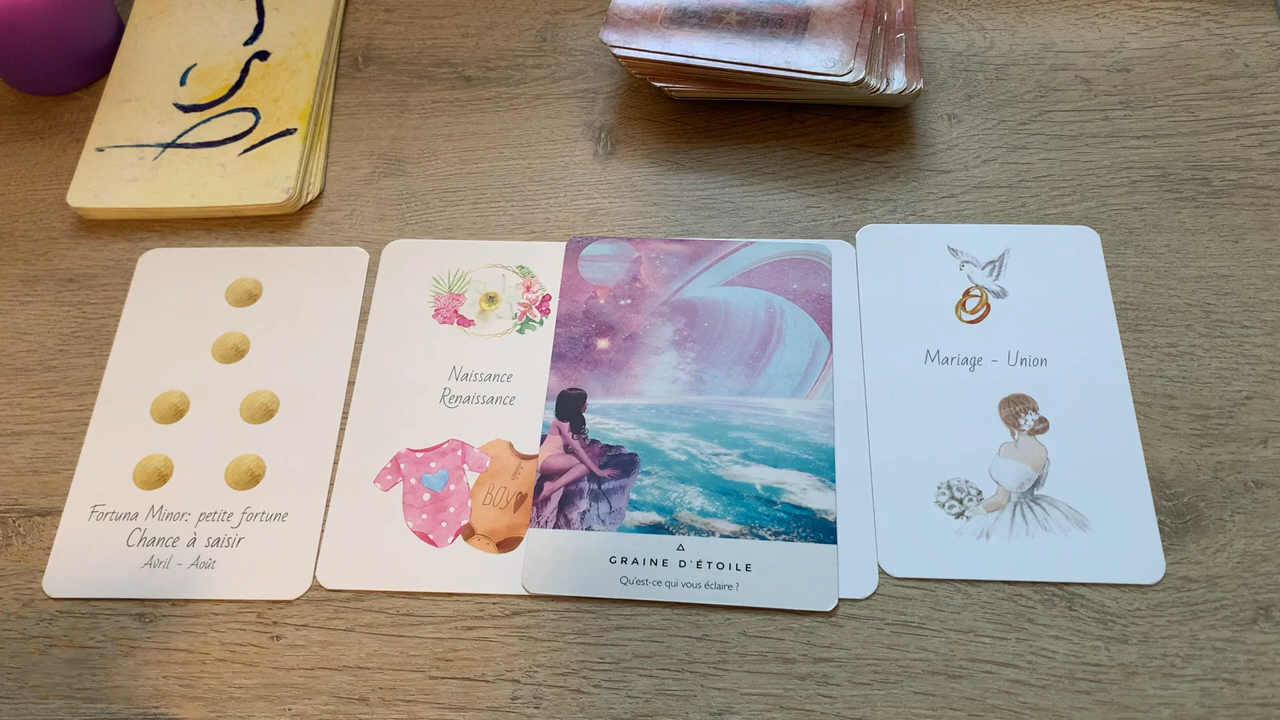 Fortuna Minor: petite fortune
Chance à saisir
Avril - Août
Naissance
Renaissance
BOY
GRAINE D'ÉTOILE
Qu'est-ce qui vous éclaire ?
Mariage - Union